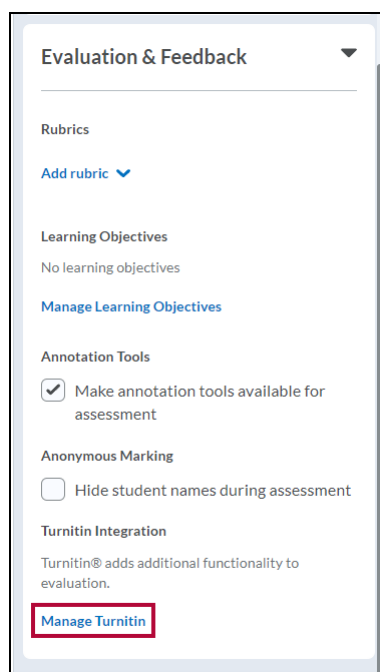 Evaluation & Feedback
Rubrics
Add rubric
Learning Objectives
No learning objectives
Manage Learning Objectives
Annotation Tools
Make annotation tools available for
assessment
Anonymous Marking
Hide student names during assessment
Turnitin Integration
Turnitin® adds additional functionality to
evaluation.
Manage Turnitin